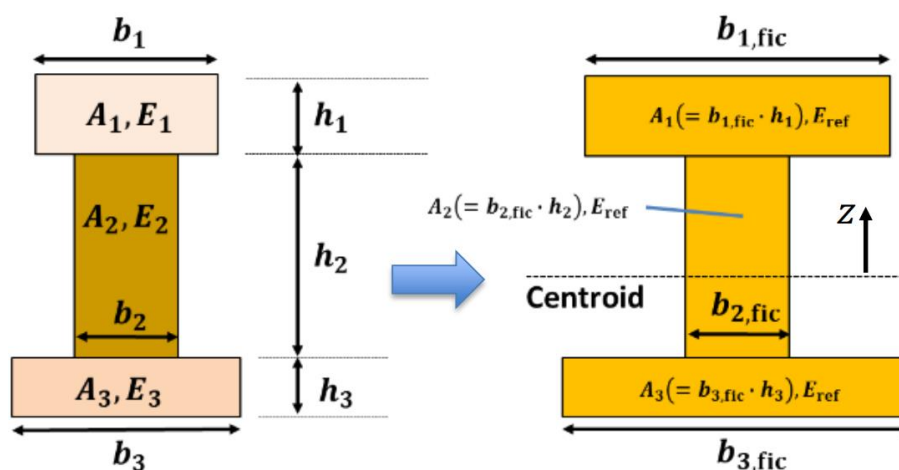 b₁
A₁, E₁
h₁
A₂, E₂
h₂
b₂
A₃, E₃
h₃
b₃
b₁,fic
A₁(= b₁,fic · h₁), Eref
A₂(= b₂,fic · h₂), Eref
Z
Centroid
b₂,fic
A₃(= b₃,fic · h₃), Eref
b₃,fic